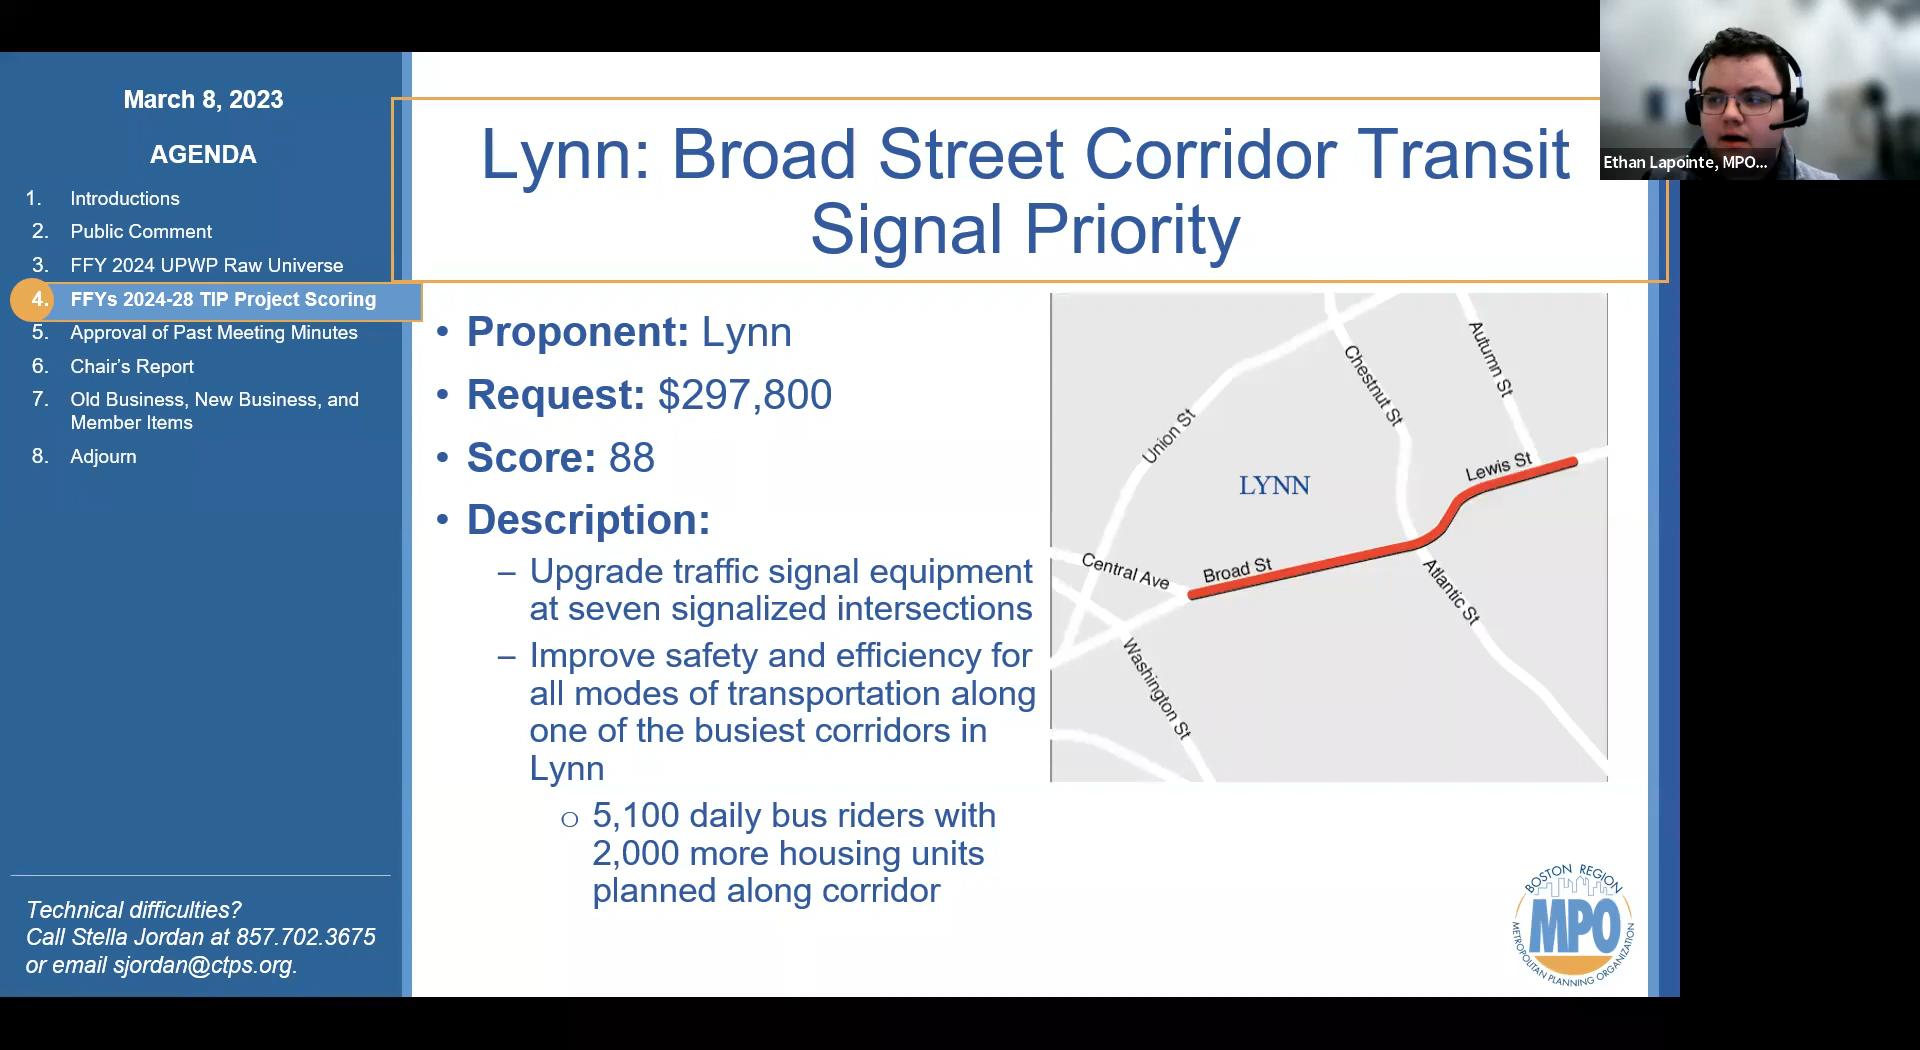 March 8, 2023
AGENDA
1. Introductions
2. Public Comment
3. FFY 2024 UPWP Raw Universe
4. FFYs 2024-28 TIP Project Scoring
5. Approval of Past Meeting Minutes
6. Chair's Report
7. Old Business, New Business, and
Member Items
8. Adjourn
Technical difficulties?
Call Stella Jordan at 857.702.3675
or email sjordan@ctps.org.
Lynn: Broad Street Corridor Transit
Signal Priority
• Proponent: Lynn
• Request: $297,800
• Score: 88
• Description:
– Upgrade traffic signal equipment
at seven signalized intersections
– Improve safety and efficiency for
all modes of transportation along
one of the busiest corridors in
Lynn
o 5,100 daily bus riders with
2,000 more housing units
planned along corridor
Union St
Chestnut St
Autumn St
LYNN
Lewis St
Central Ave
Broad St
Atlantic St
Washington St
BOSTON REGION
MPO
METROPOLITAN PLANNING ORGANIZATION
Ethan Lapointe, MPO...